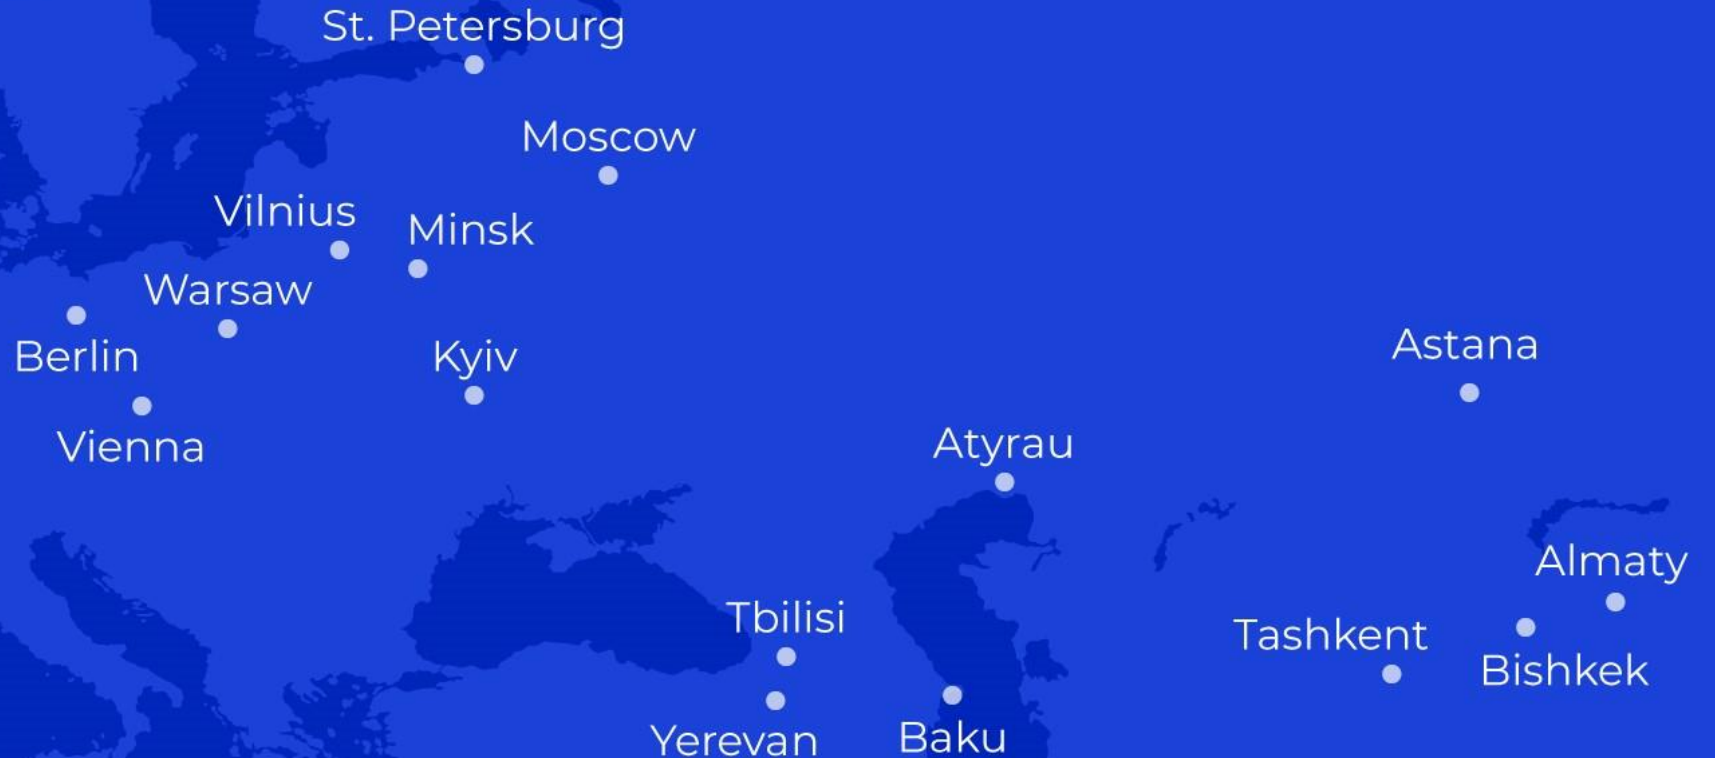 St. Petersburg
Moscow
Vilnius
Minsk
Warsaw
Berlin
Kyiv
Astana
Vienna
Atyrau
Almaty
Tbilisi
Tashkent
Bishkek
Yerevan
Baku